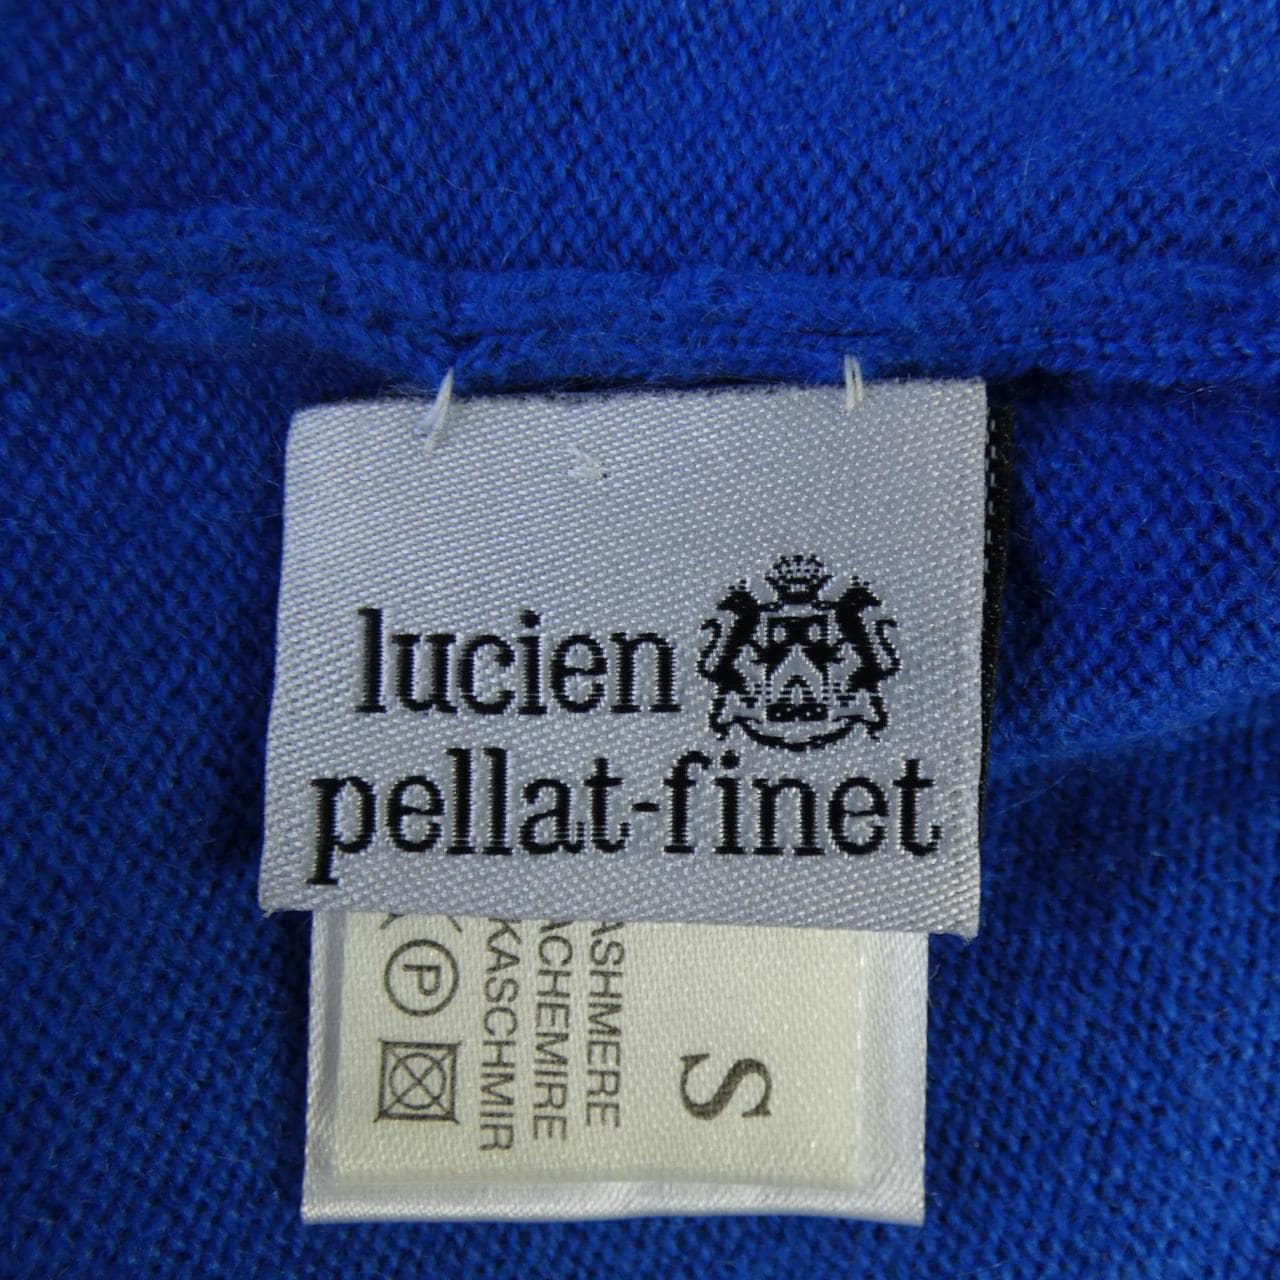 lucien
pellat-finet
S
ASHMERE
ACHEMIRE
KASCHMIR
P